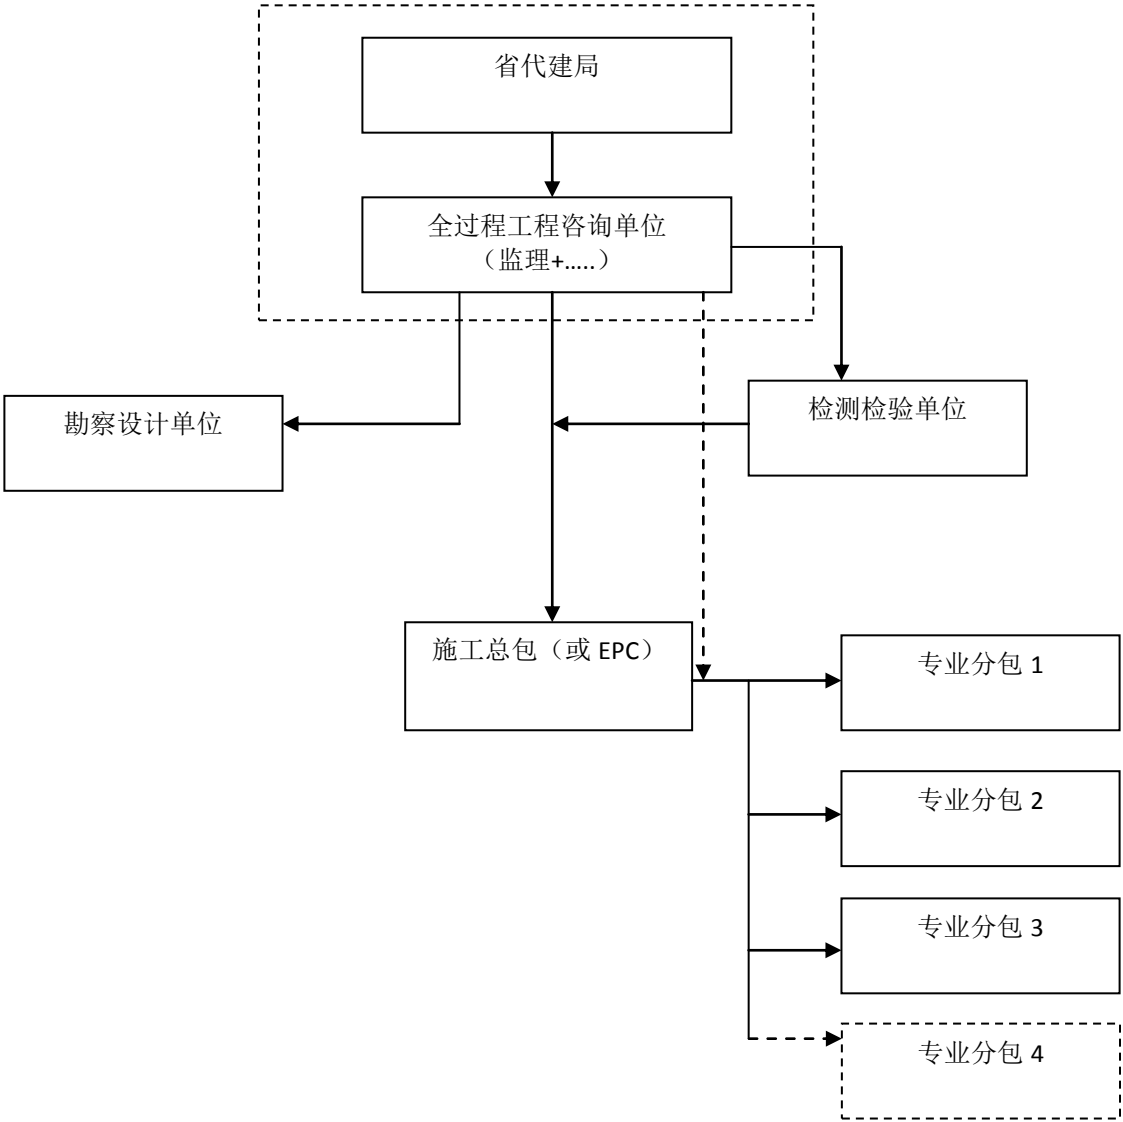 省代建局
全过程工程咨询单位
（监理+.....）
勘察设计单位
检测检验单位
施工总包（或 EPC）
专业分包 1
专业分包 2
专业分包 3
专业分包 4